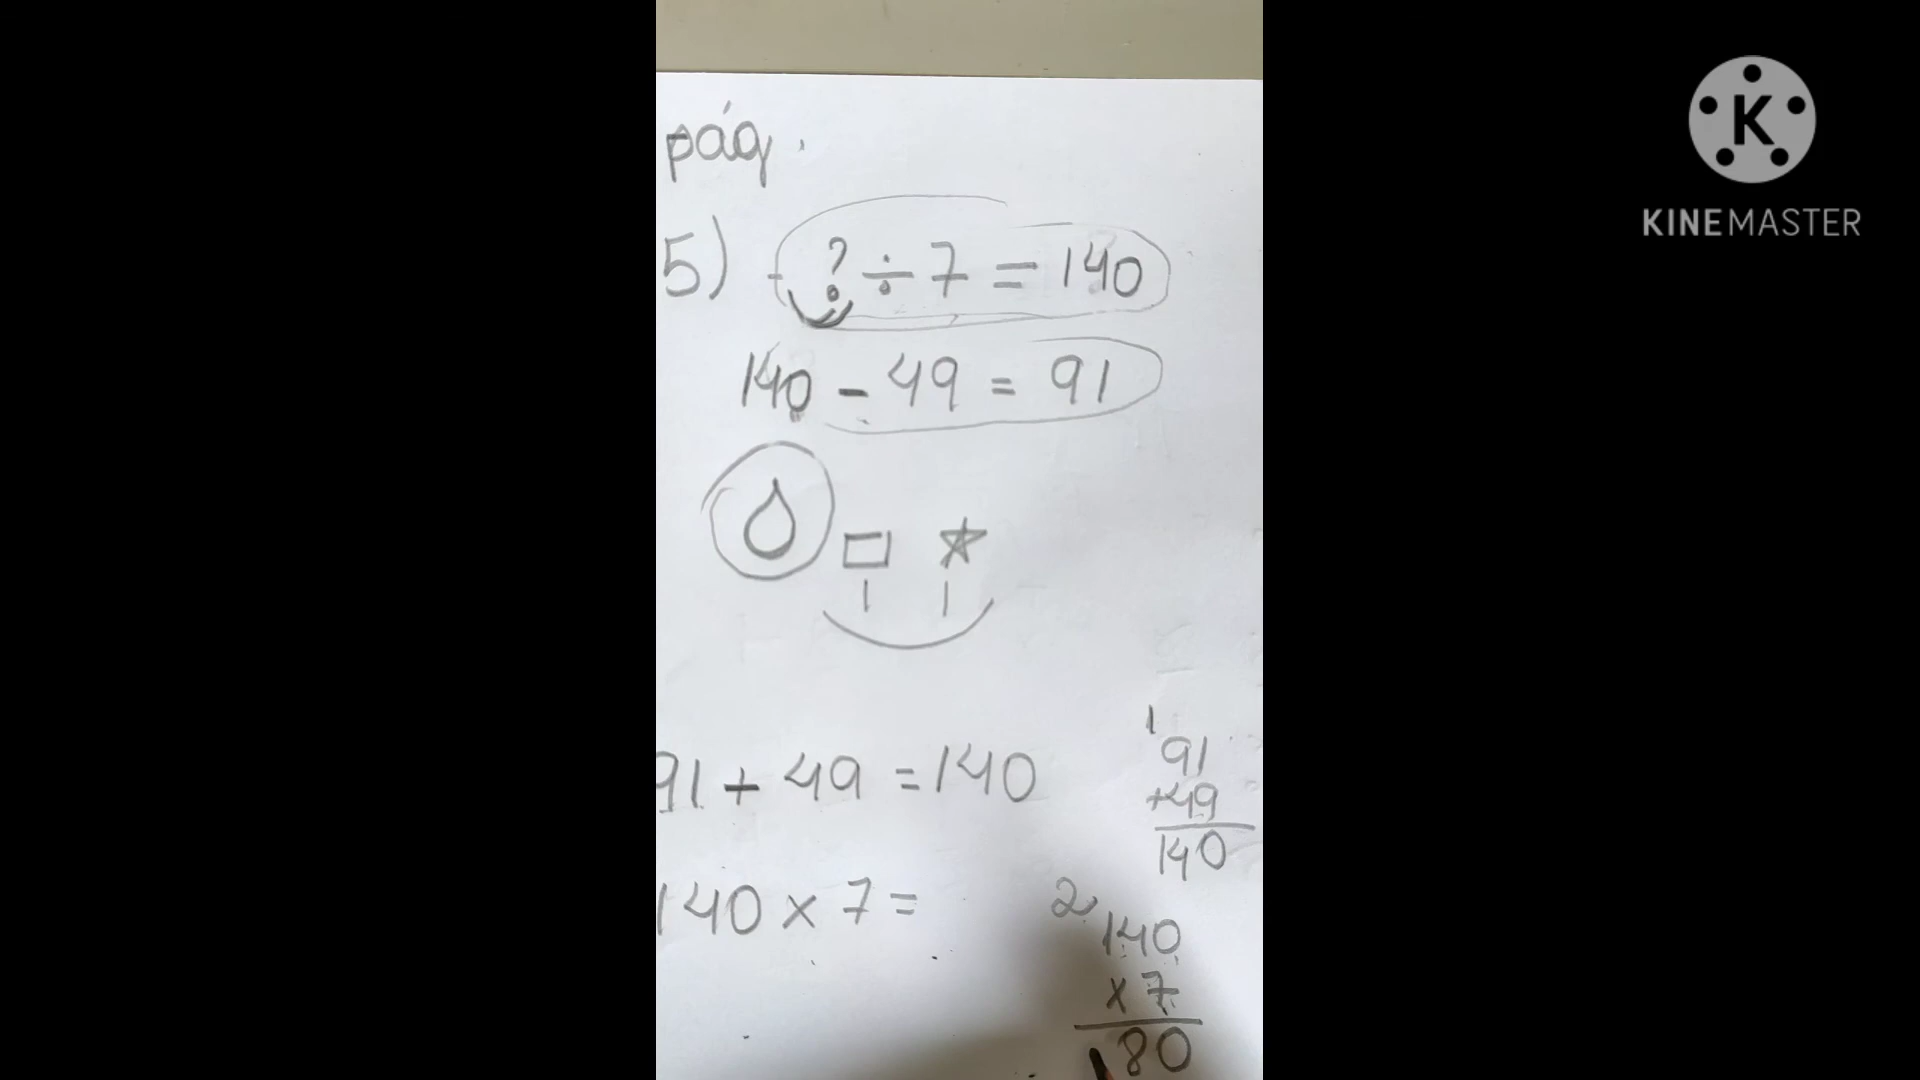 pág.
5) ? ÷ 7 = 140
140 - 49 = 91
91 + 49 = 140
1
91
+49
140
140 x 7 =
2
140
x 7
80
K
KINEMASTER